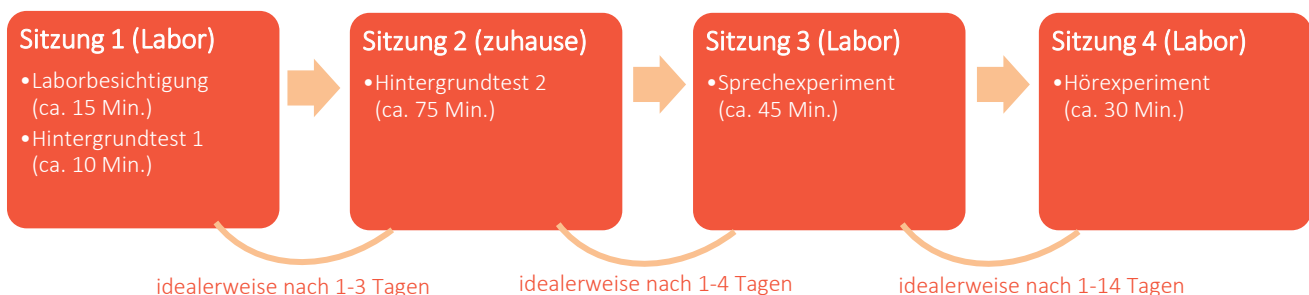 Sitzung 1 (Labor)
•Laborbesichtigung
(ca. 15 Min.)
•Hintergrundtest 1
(ca. 10 Min.)
Sitzung 2 (zuhause)
•Hintergrundtest 2
(ca. 75 Min.)
Sitzung 3 (Labor)
•Sprechexperiment
(ca. 45 Min.)
Sitzung 4 (Labor)
•Hörexperiment
(ca. 30 Min.)
idealerweise nach 1-3 Tagen
idealerweise nach 1-4 Tagen
idealerweise nach 1-14 Tagen